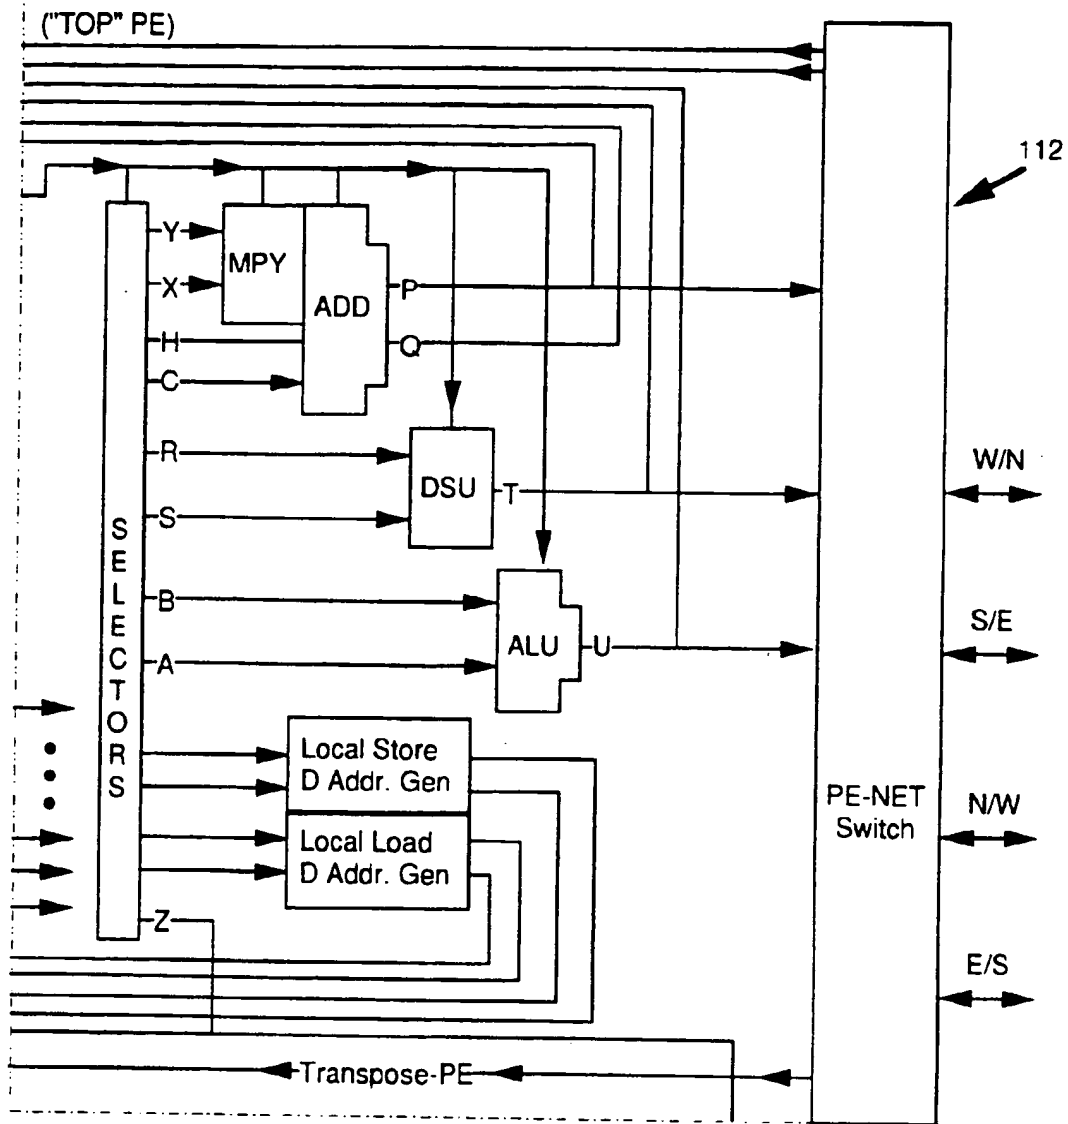 ("TOP" PE)
112
Y
MPY
X
ADD
P
H
Q
C
R
DSU
T
S
W/N
SELECTORS
B
ALU
U
S/E
A
Local Store
D Addr. Gen
PE-NET
Switch
N/W
Local Load
D Addr. Gen
Z
E/S
Transpose-PE